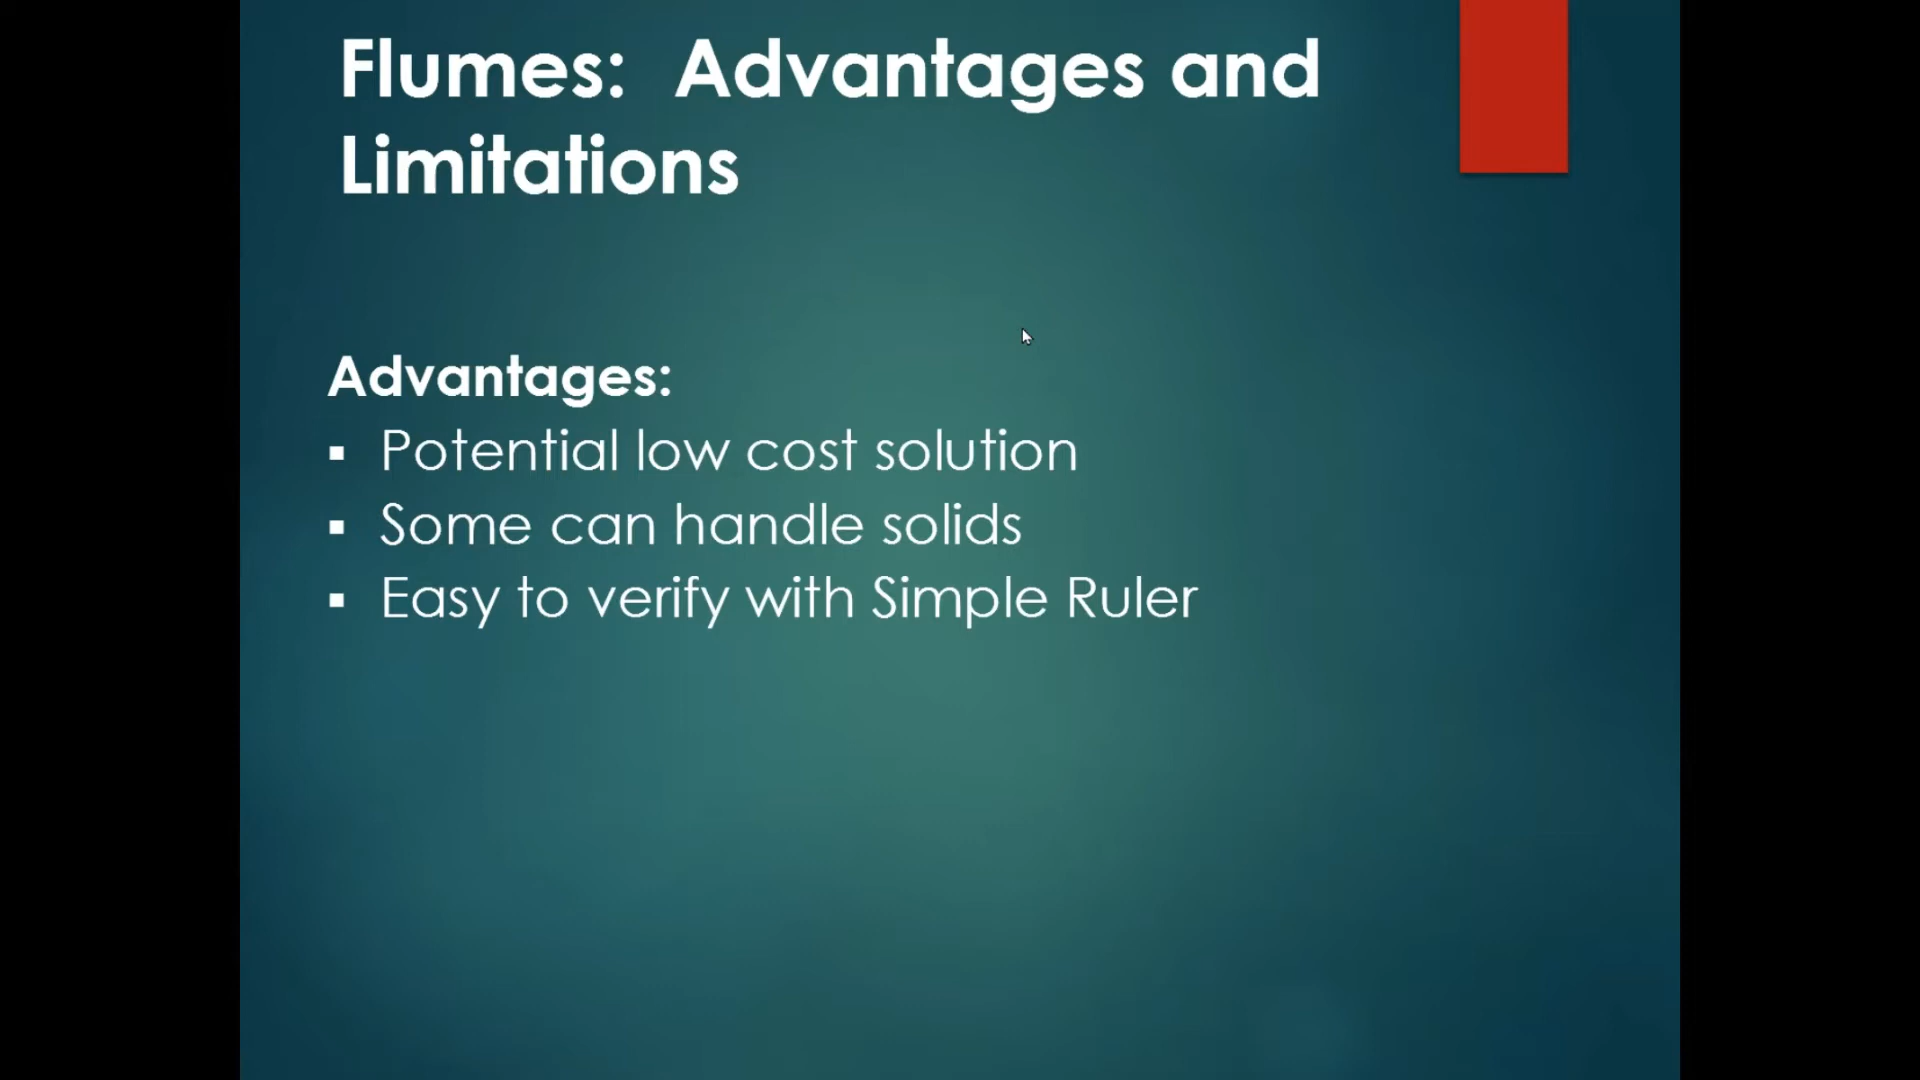 Flumes:  Advantages and
Limitations
Advantages:
▪ Potential low cost solution
▪ Some can handle solids
▪ Easy to verify with Simple Ruler